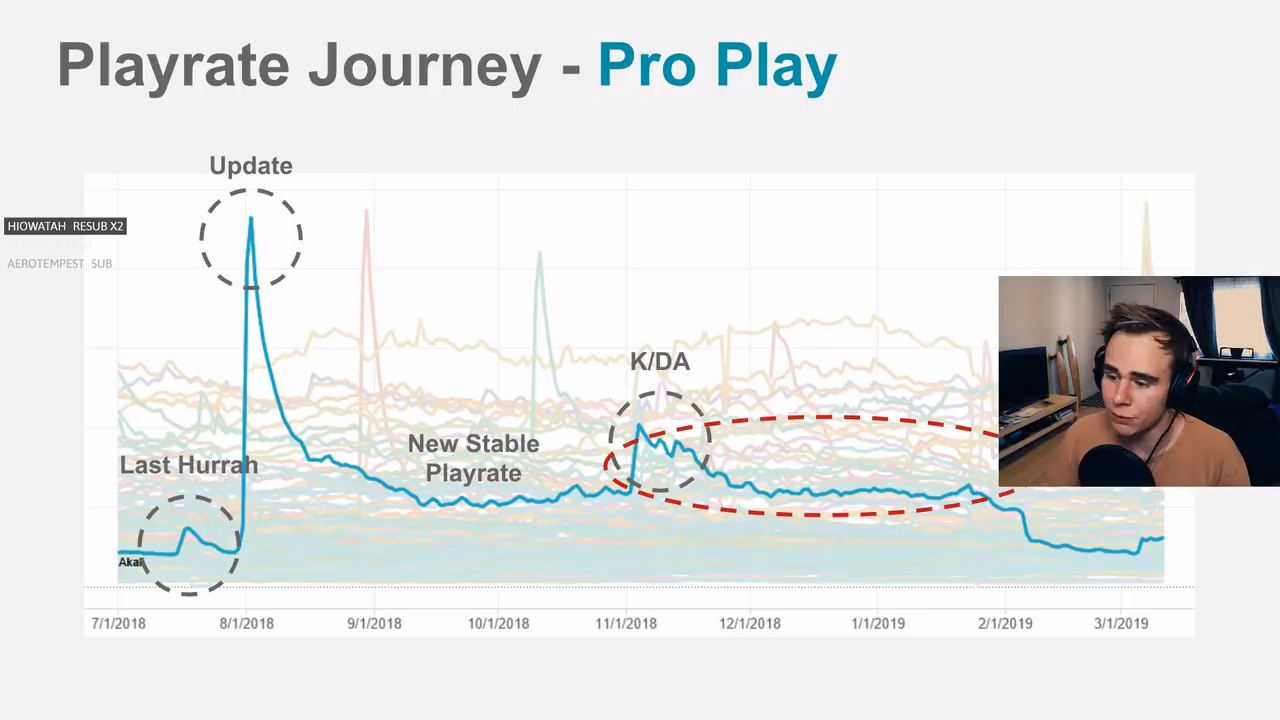 Playrate Journey - Pro Play
Update
HIOWATAH RESUB X2
AEROTEMPEST SUB
K/DA
New Stable
Playrate
Last Hurrah
Akal
7/1/2018
8/1/2018
9/1/2018
10/1/2018
11/1/2018
12/1/2018
1/1/2019
2/1/2019
3/1/2019